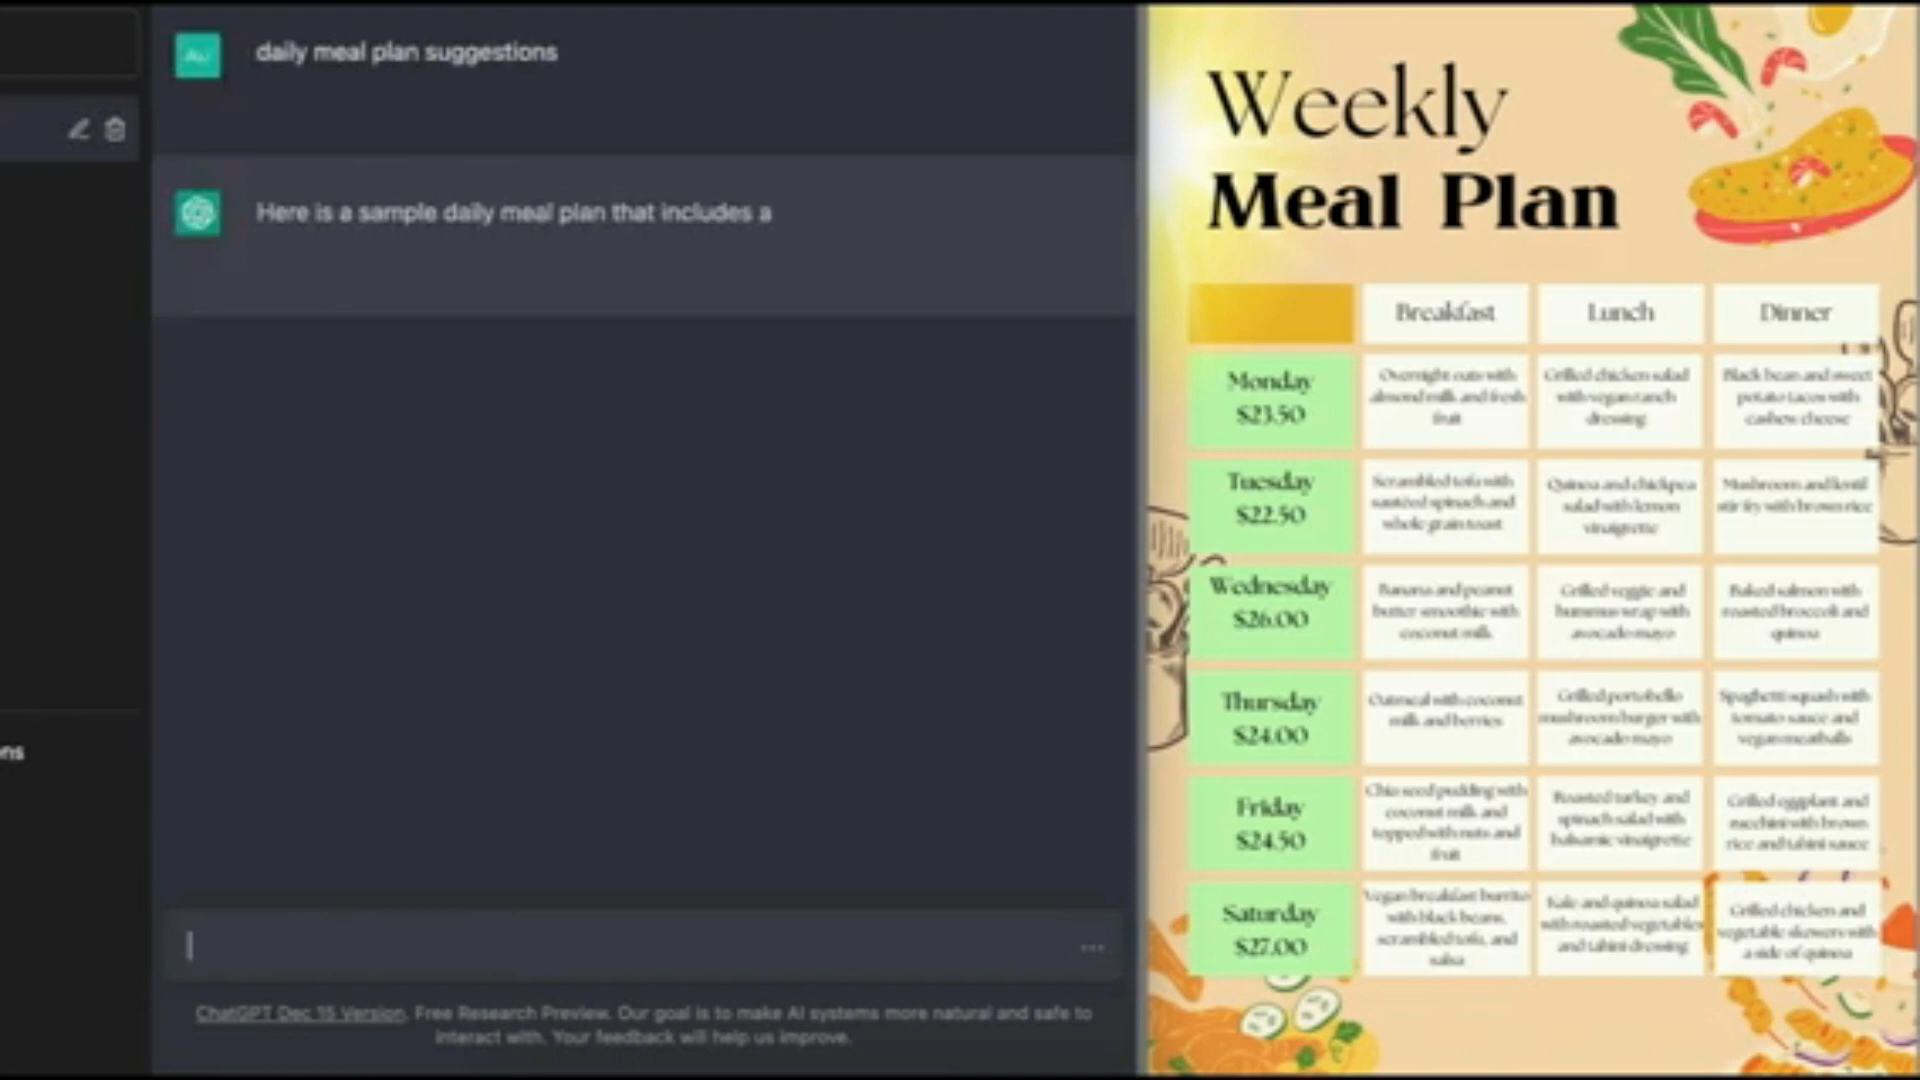 daily meal plan suggestions
Here is a sample daily meal plan that includes a
ons
ChatGPT Dec 15 Version. Free Research Preview. Our goal is to make AI systems more natural and safe to
interact with. Your feedback will help us improve.
Weekly
Meal Plan
Breakfast
Lunch
Dinner
Monday
$23.50
Overnight oats with
almond milk and fresh
fruit
Grilled chicken salad
with vegan ranch
dressing
Black bean and sweet
potato tacos with
cashew cheese
Tuesday
$22.50
Scrambled tofu with
sautéed spinach and
whole grain toast
Quinoa and chickpea
salad with lemon
vinaigrette
Mushroom and lentil
stir fry with brown rice
Wednesday
$26.00
Banana and peanut
butter smoothie with
coconut milk
Grilled veggie and
hummus wrap with
avocado mayo
Baked salmon with
roasted broccoli and
quinoa
Thursday
$24.00
Oatmeal with coconut
milk and berries
Grilled portobello
mushroom burger with
avocado mayo
Spaghetti squash with
tomato sauce and
vegan meatballs
Friday
$24.50
Chia seed pudding with
coconut milk and
topped with nuts and
fruit
Roasted turkey and
spinach salad with
balsamic vinaigrette
Grilled eggplant and
zucchini with brown
rice and tahini sauce
Saturday
$27.00
Vegan breakfast burrito
with black beans,
scrambled tofu, and
salsa
Kale and quinoa salad
with roasted vegetables
and tahini dressing
Grilled chicken and
vegetable skewers with
a side of quinoa